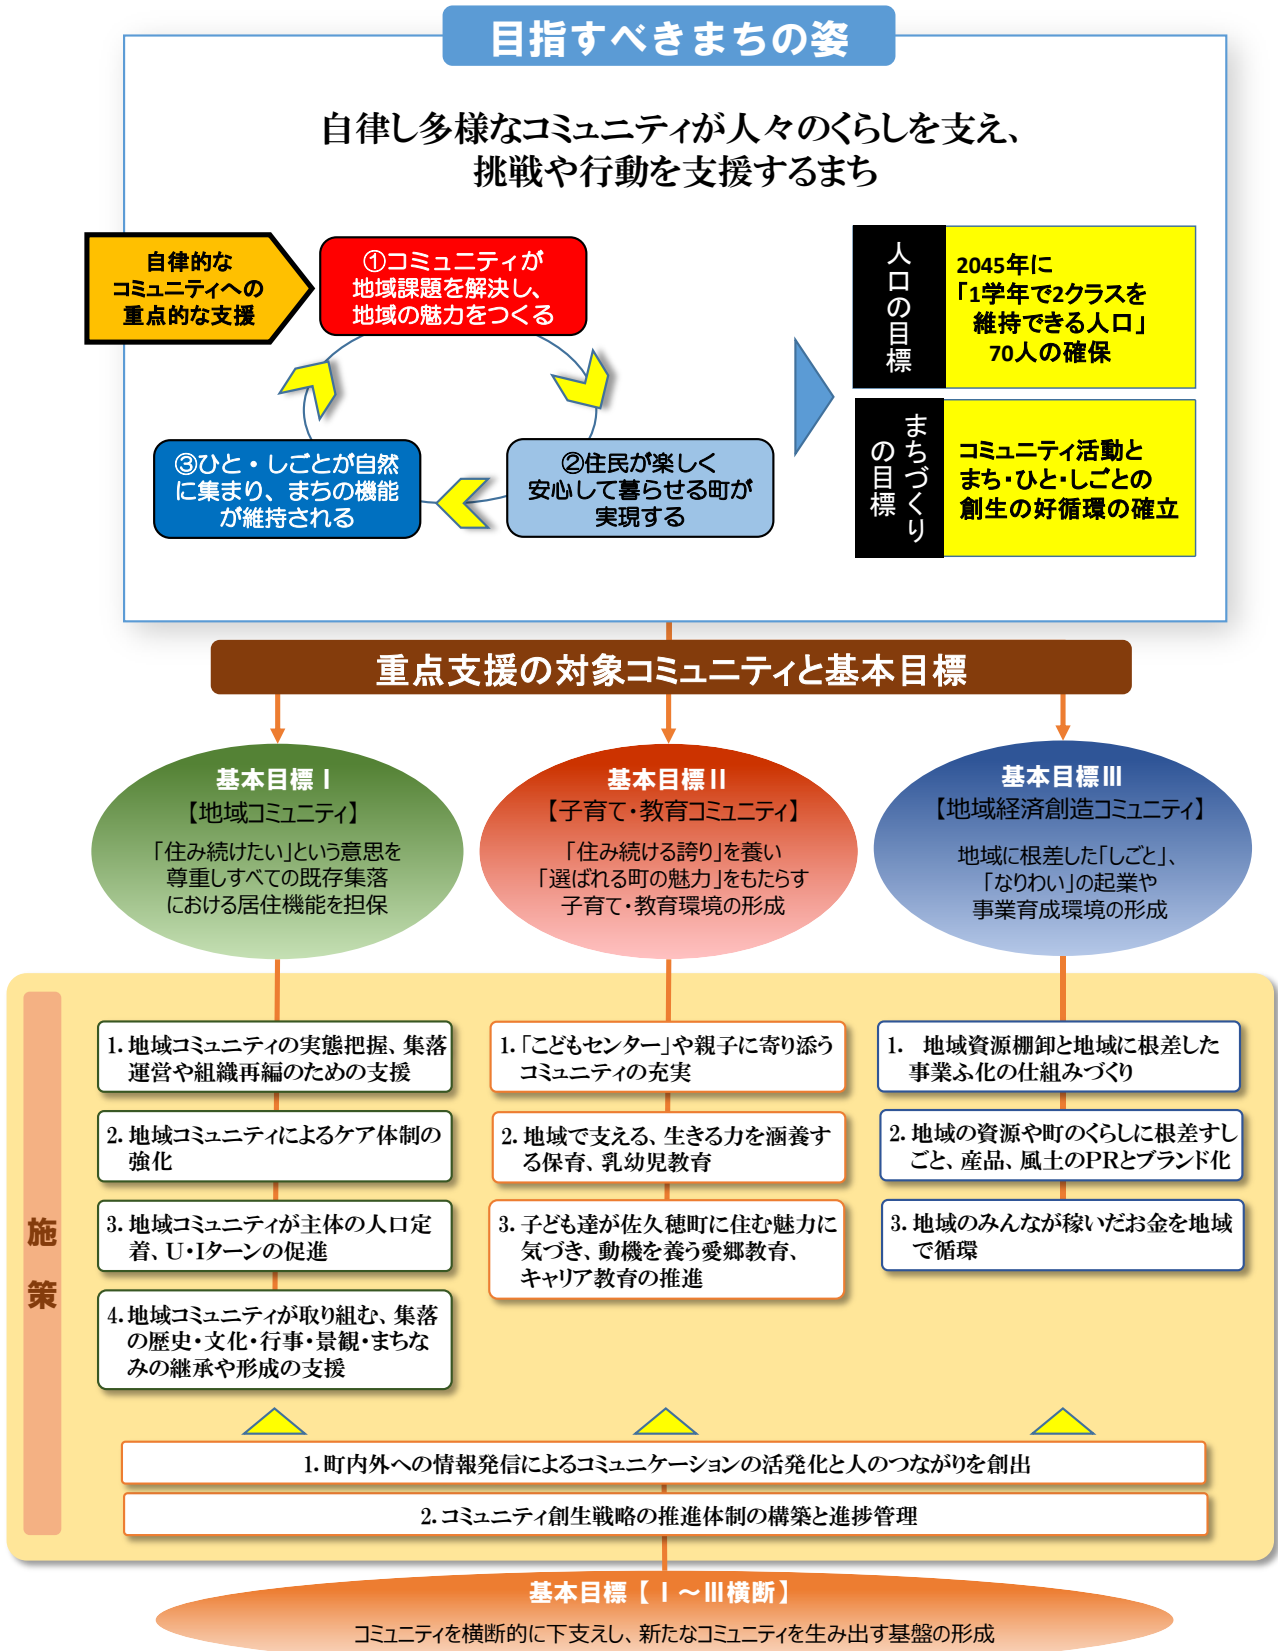 目指すべきまちの姿
自律し多様なコミュニティが人々のくらしを支え、
挑戦や行動を支援するまち
自律的な
コミュニティへの
重点的な支援
①コミュニティが
地域課題を解決し、
地域の魅力をつくる
②住民が楽しく
安心して暮らせる町が
実現する
③ひと・しごとが自然
に集まり、まちの機能
が維持される
人口の目標
2045年に
「1学年で2クラスを
維持できる人口」
70人の確保
まちづくり
の目標
コミュニティ活動と
まち・ひと・しごとの
創生の好循環の確立
重点支援の対象コミュニティと基本目標
基本目標Ⅰ
【地域コミュニティ】
「住み続けたい」という意思を
尊重しすべての既存集落
における居住機能を担保
基本目標Ⅱ
【子育て・教育コミュニティ】
「住み続ける誇り」を養い
「選ばれる町の魅力」をもたらす
子育て・教育環境の形成
基本目標Ⅲ
【地域経済創造コミュニティ】
地域に根差した「しごと」、
「なりわい」の起業や
事業育成環境の形成
施策
1. 地域コミュニティの実態把握、集落
運営や組織再編のための支援
2. 地域コミュニティによるケア体制の
強化
3. 地域コミュニティが主体の人口定
着、U・Iターンの促進
4. 地域コミュニティが取り組む、集落
の歴史・文化・行事・景観・まちな
みの継承や形成の支援
1. 「こどもセンター」や親子に寄り添う
コミュニティの充実
2. 地域で支える、生きる力を涵養す
る保育、乳幼児教育
3. 子ども達が佐久穂町に住む魅力に
気づき、動機を養う愛郷教育、
キャリア教育の推進
1. 地域資源棚卸と地域に根差した
事業ふ化の仕組みづくり
2. 地域の資源や町のくらしに根差すし
ごと、産品、風土のPRとブランド化
3. 地域のみんなが稼いだお金を地域
で循環
1. 町内外への情報発信によるコミュニケーションの活発化と人のつながりを創出
2. コミュニティ創生戦略の推進体制の構築と進捗管理
基本目標【Ⅰ～Ⅲ横断】
コミュニティを横断的に下支えし、新たなコミュニティを生み出す基盤の形成